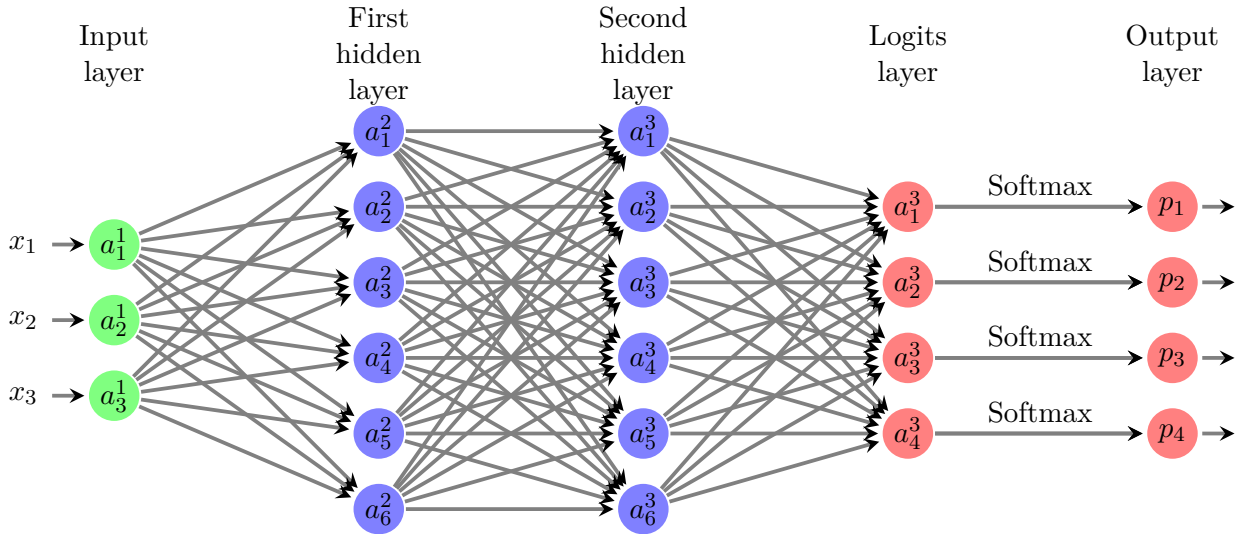 Input
layer
First
hidden
layer
Second
hidden
layer
Logits
layer
Output
layer
x_1
x_2
x_3
a_1^1
a_2^1
a_3^1
a_1^2
a_2^2
a_3^2
a_4^2
a_5^2
a_6^2
a_1^3
a_2^3
a_3^3
a_4^3
a_5^3
a_6^3
a_1^3
a_2^3
a_3^3
a_4^3
Softmax
Softmax
Softmax
Softmax
p_1
p_2
p_3
p_4